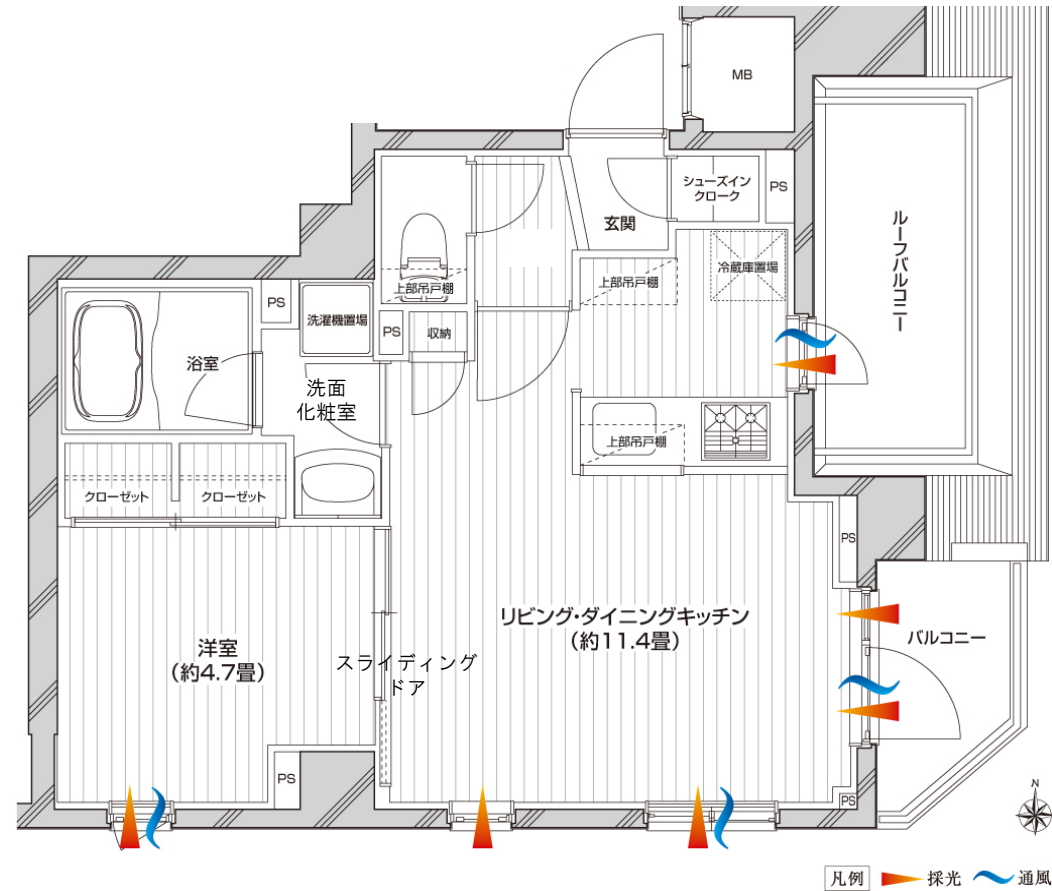 MB
シューズイン
クローク
PS
玄関
ルーフバルコニー
上部吊戸棚
上部吊戸棚
冷蔵庫置場
PS
洗濯機置場
PS
収納
浴室
洗面
化粧室
上部吊戸棚
クローゼット
クローゼット
PS
リビング・ダイニングキッチン
(約11.4畳)
バルコニー
洋室
(約4.7畳)
スライディング
ドア
PS
PS
N
凡例
採光
通風